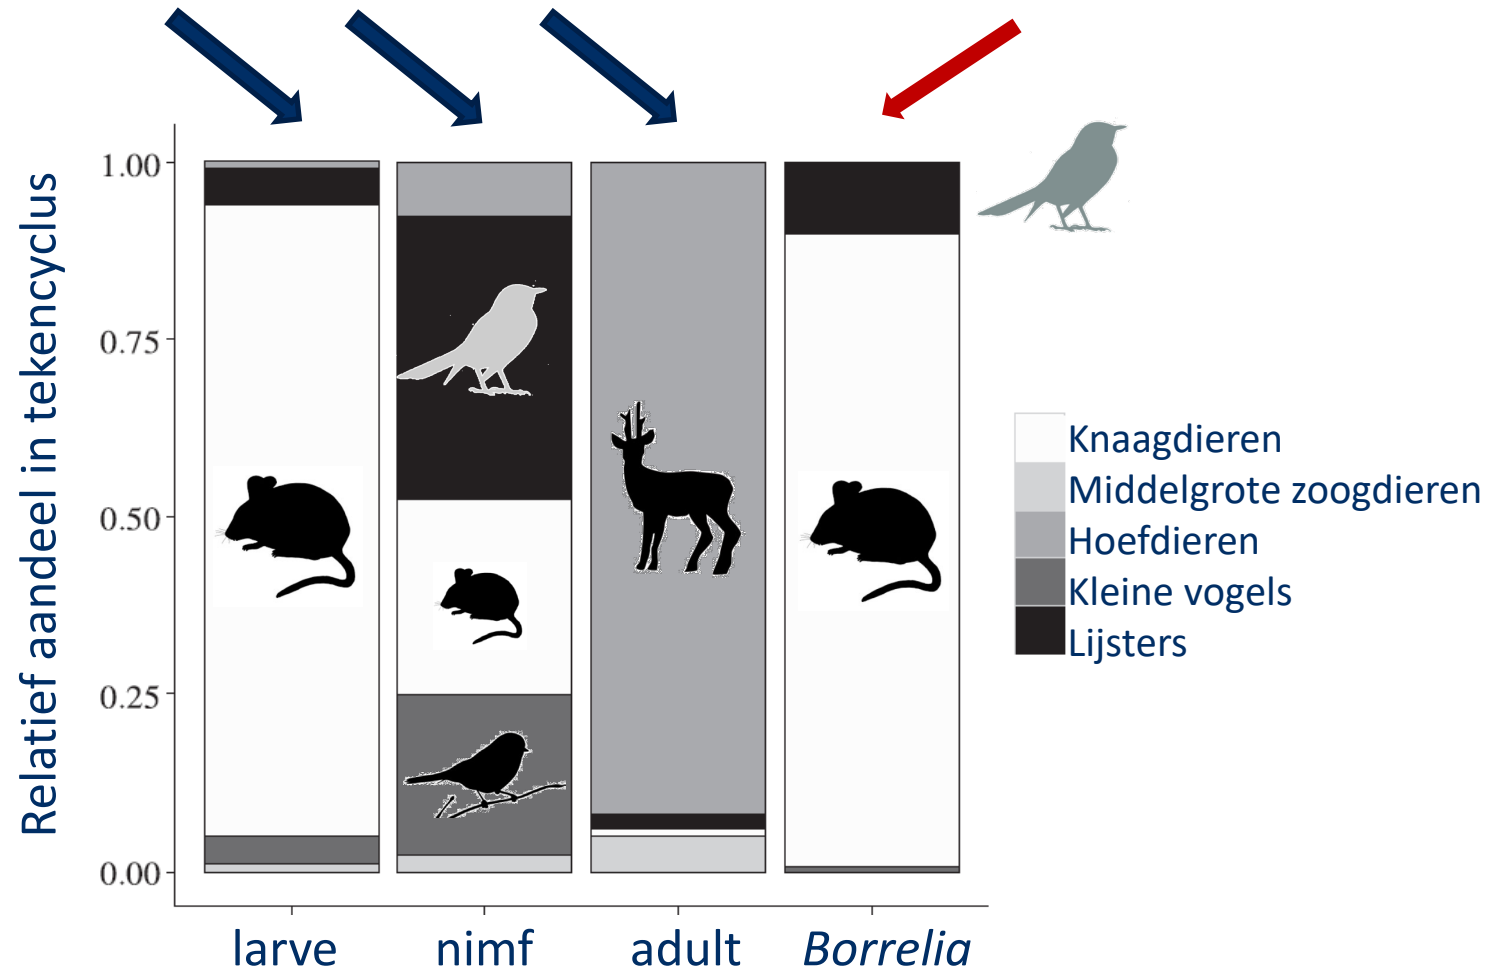 Relatief aandeel in tekencyclus
1.00
0.75
0.50
0.25
0.00
larve
nimf
adult
Borrelia
Knaagdieren
Middelgrote zoogdieren
Hoefdieren
Kleine vogels
Lijsters